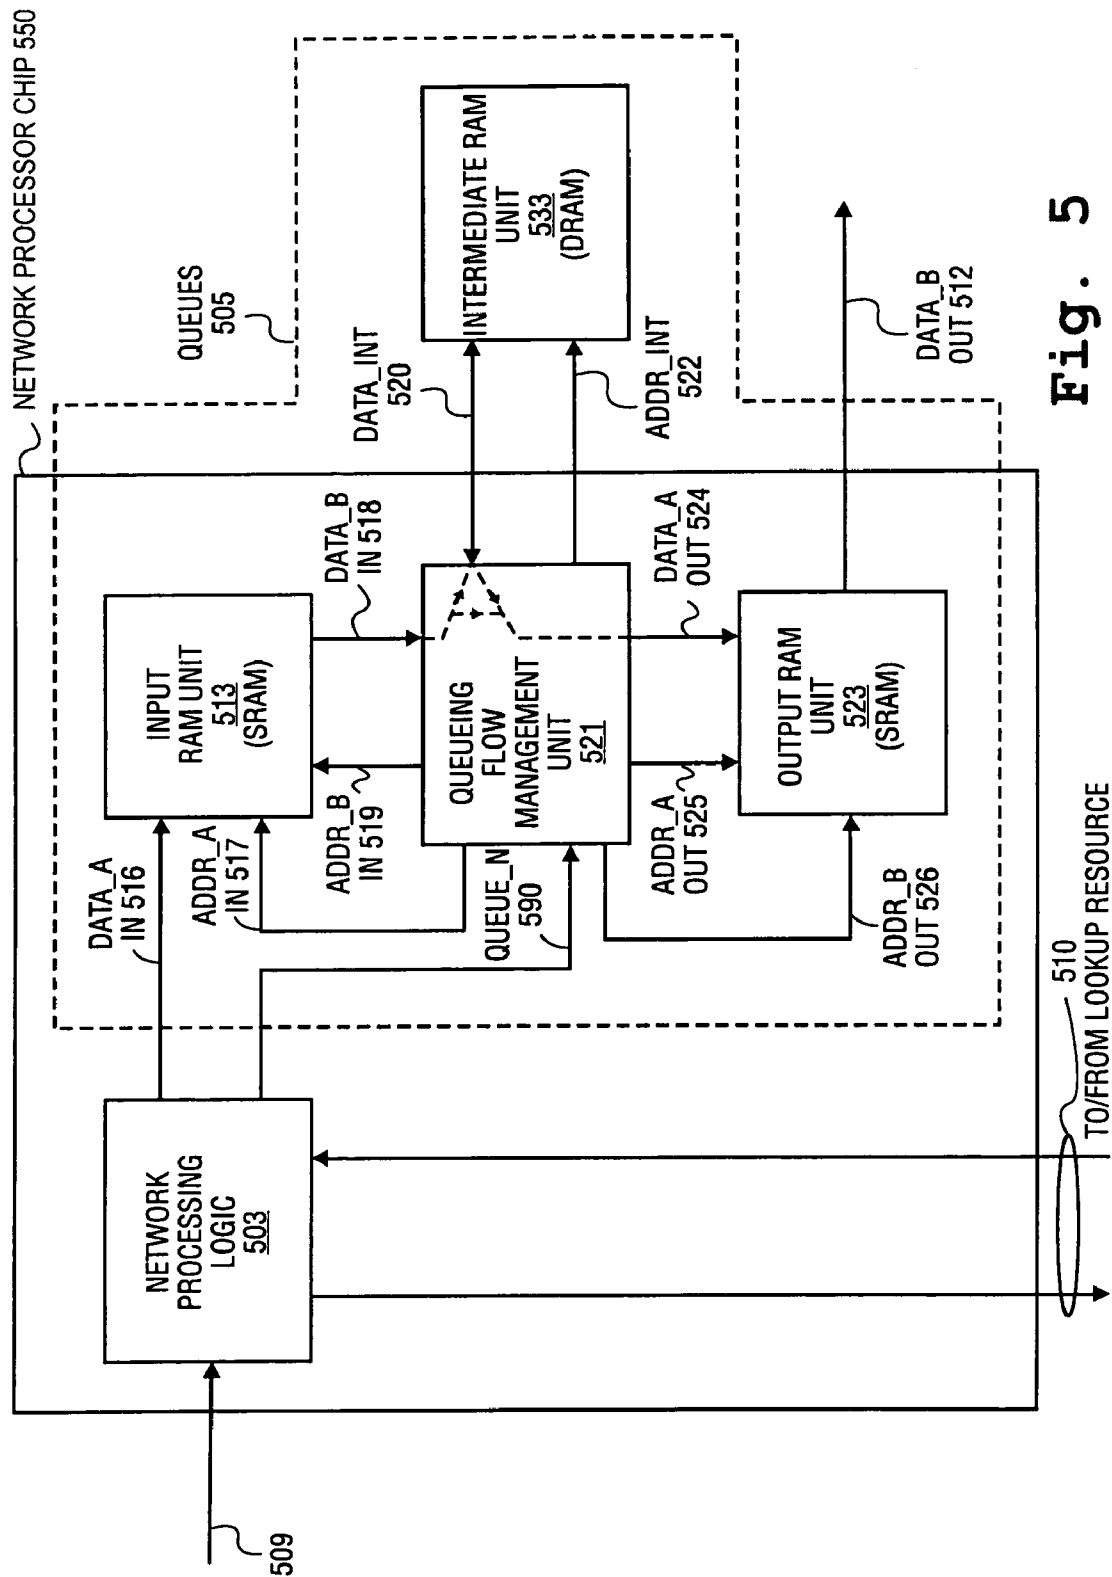 NETWORK PROCESSOR CHIP 550
QUEUES
505
INTERMEDIATE RAM
UNIT
533
(DRAM)
DATA_INT
520
ADDR_INT
522
DATA_B
OUT 512
INPUT
RAM UNIT
513
(SRAM)
DATA_B
IN 518
DATA_A
OUT 524
QUEUEING
FLOW
MANAGEMENT
UNIT
521
OUTPUT RAM
UNIT
523
(SRAM)
DATA_A
IN 516
ADDR_A
IN 517
ADDR_B
IN 519
QUEUE_N
590
ADDR_A
OUT 525
ADDR_B
OUT 526
NETWORK
PROCESSING
LOGIC
503
510
TO/FROM LOOKUP RESOURCE
509
Fig. 5